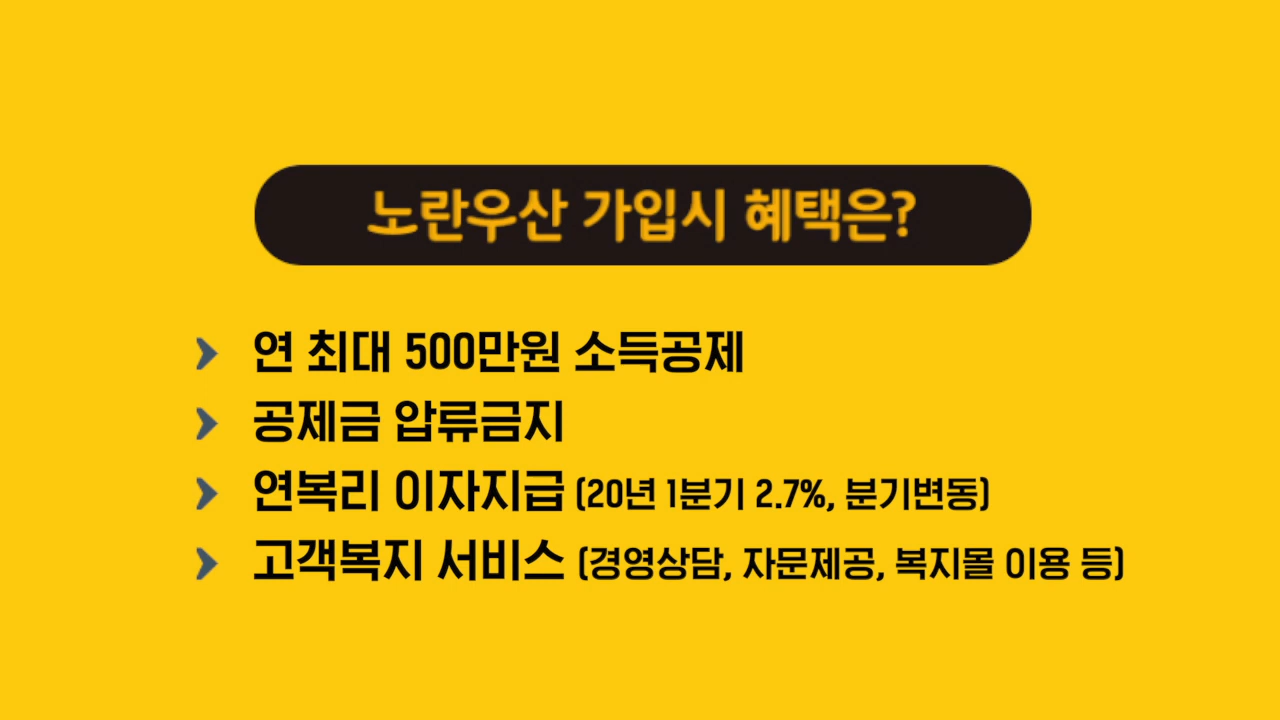 노란우산 가입시 혜택은?
연 최대 500만원 소득공제
공제금 압류금지
연복리 이자지급 (20년 1분기 2.7%, 분기변동)
고객복지 서비스 (경영상담, 자문제공, 복지몰 이용 등)